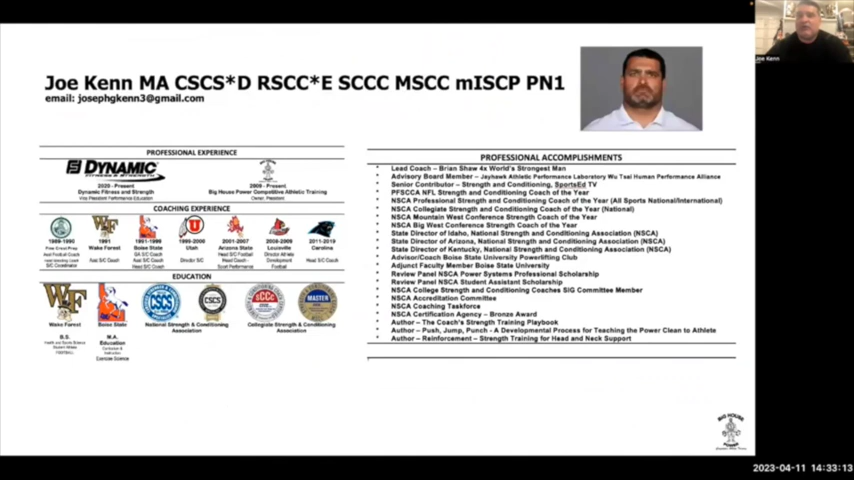 Joe Kenn MA CSCS*D RSCC*E SCCC MSCC mISCP PN1
email: josephgkenn3@gmail.com
Joe Kenn
PROFESSIONAL EXPERIENCE
DYNAMIC
2020 - Present
Dynamic Fitness and Strength
Vice President Performance Education
- Present
Big House Power Competitive Athletic Training
Owner, President
COACHING EXPERIENCE
1989-1990
1991
Wake Forest
1991-1999
Boise State
1999-2000
Utah
Director S/C
2001-2007
Arizona State
2008-2009
Louisville
2011-2019
Carolina
Head S/C Coach
EDUCATION
Wake Forest
B.S.
FOOTBALL
Boise State
M.A.
Education
Exercise Science
CSCS
CSCS
National Strength & Conditioning
Association
SCCC
MASTER
Collegiate Strength & Conditioning
Association
PROFESSIONAL ACCOMPLISHMENTS
Lead Coach – Brian Shaw 4x World's Strongest Man
Advisory Board Member – Jayhawk Athletic Performance Laboratory Wu Tsai Human Performance Alliance
Senior Contributor – Strength and Conditioning, SportsEd TV
PFSCCA NFL Strength and Conditioning Coach of the Year
NSCA Professional Strength and Conditioning Coach of the Year (All Sports National/International)
NSCA Collegiate Strength and Conditioning Coach of the Year (National)
NSCA Mountain West Conference Strength Coach of the Year
NSCA Big West Conference Strength Coach of the Year
State Director of Idaho, National Strength and Conditioning Association (NSCA)
State Director of Arizona, National Strength and Conditioning Association (NSCA)
State Director of Kentucky, National Strength and Conditioning Association (NSCA)
Advisor/Coach Boise State University Powerlifting Club
Adjunct Faculty Member Boise State University
Review Panel NSCA Power Systems Professional Scholarship
Review Panel NSCA Student Assistant Scholarship
NSCA College Strength and Conditioning Coaches SIG Committee Member
NSCA Accreditation Committee
NSCA Coaching Taskforce
NSCA Certification Agency – Bronze Award
Author – The Coach's Strength Training Playbook
Author – Push, Jump, Punch - A Developmental Process for Teaching the Power Clean to Athlete
Author – Reinforcement – Strength Training for Head and Neck Support
BIG HOUSE
POWER
2023-04-11 14:33:13